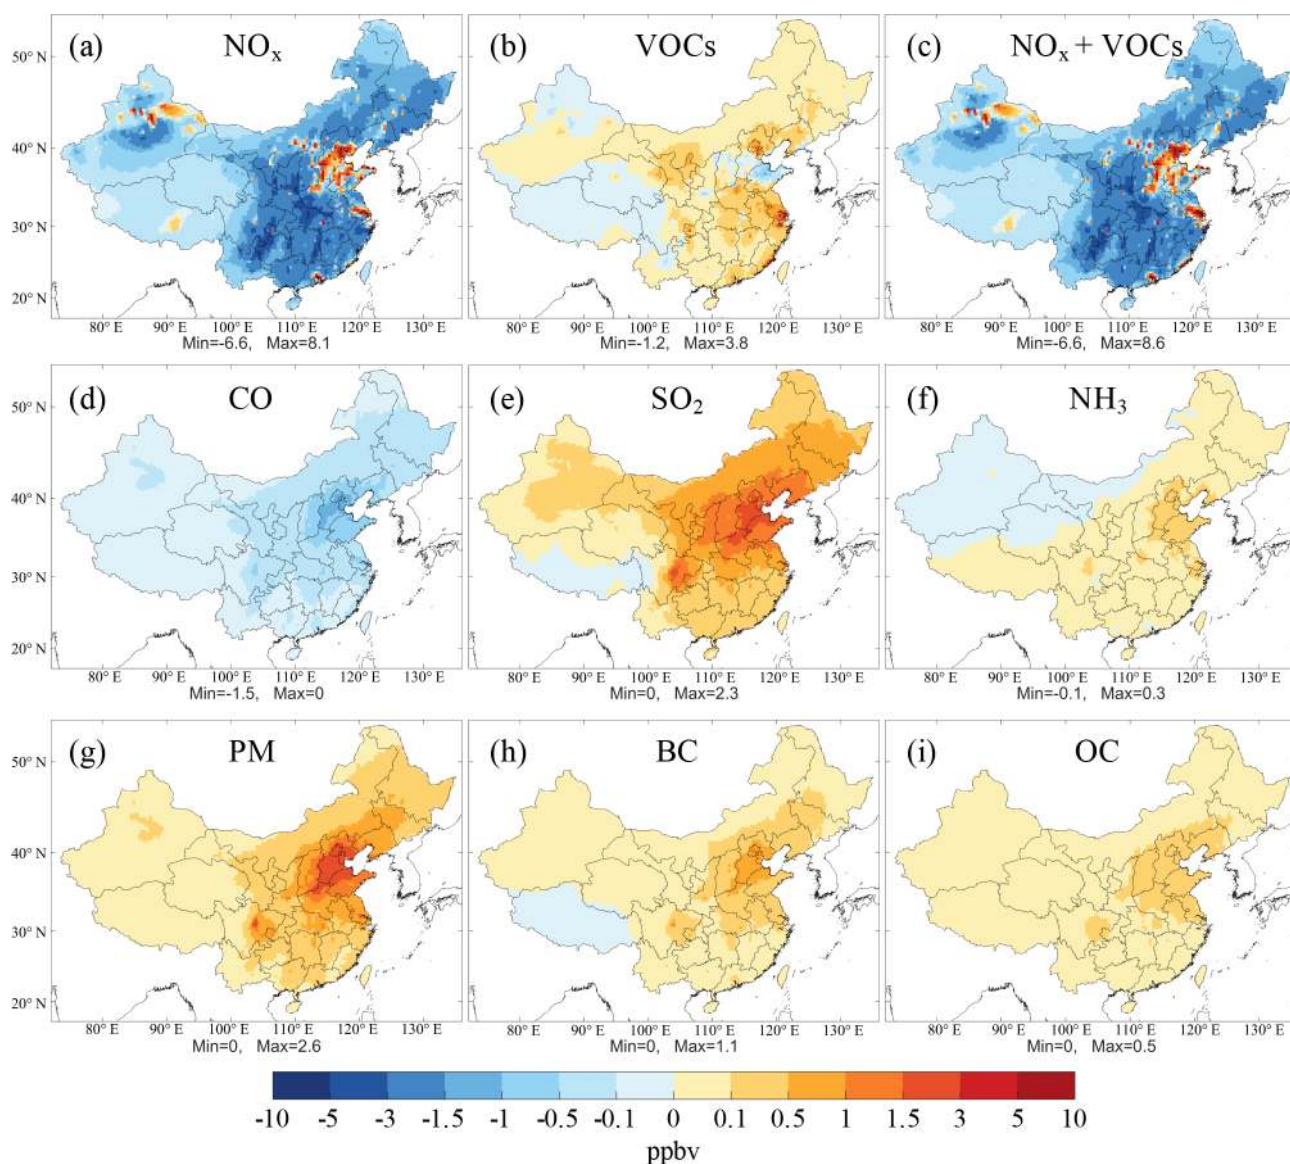 (a) NOx (b) VOCs (c) NOx + VOCs
50° N
40° N
30° N
20° N
80° E 90° E 100° E 110° E 120° E 130° E 80° E 90° E 100° E 110° E 120° E 130° E 80° E 90° E 100° E 110° E 120° E 130° E
Min=-6.6, Max=8.1 Min=-1.2, Max=3.8 Min=-6.6, Max=8.6
(d) CO (e) SO2 (f) NH3
50° N
40° N
30° N
20° N
80° E 90° E 100° E 110° E 120° E 130° E 80° E 90° E 100° E 110° E 120° E 130° E 80° E 90° E 100° E 110° E 120° E 130° E
Min=-1.5, Max=0 Min=0, Max=2.3 Min=-0.1, Max=0.3
(g) PM (h) BC (i) OC
50° N
40° N
30° N
20° N
80° E 90° E 100° E 110° E 120° E 130° E 80° E 90° E 100° E 110° E 120° E 130° E 80° E 90° E 100° E 110° E 120° E 130° E
Min=0, Max=2.6 Min=0, Max=1.1 Min=0, Max=0.5
-10 -5 -3 -1.5 -1 -0.5 -0.1 0 0.1 0.5 1 1.5 3 5 10
ppbv